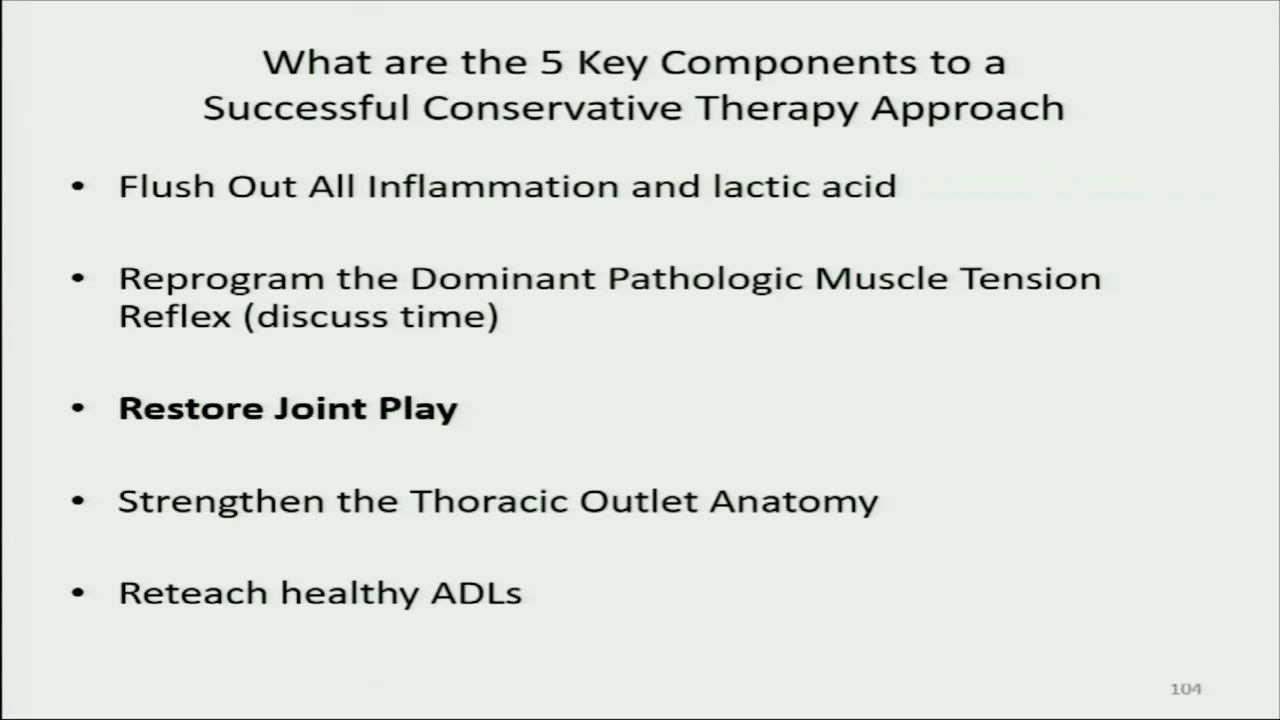 What are the 5 Key Components to a
Successful Conservative Therapy Approach
• Flush Out All Inflammation and lactic acid
• Reprogram the Dominant Pathologic Muscle Tension
Reflex (discuss time)
• Restore Joint Play
• Strengthen the Thoracic Outlet Anatomy
• Reteach healthy ADLs
104